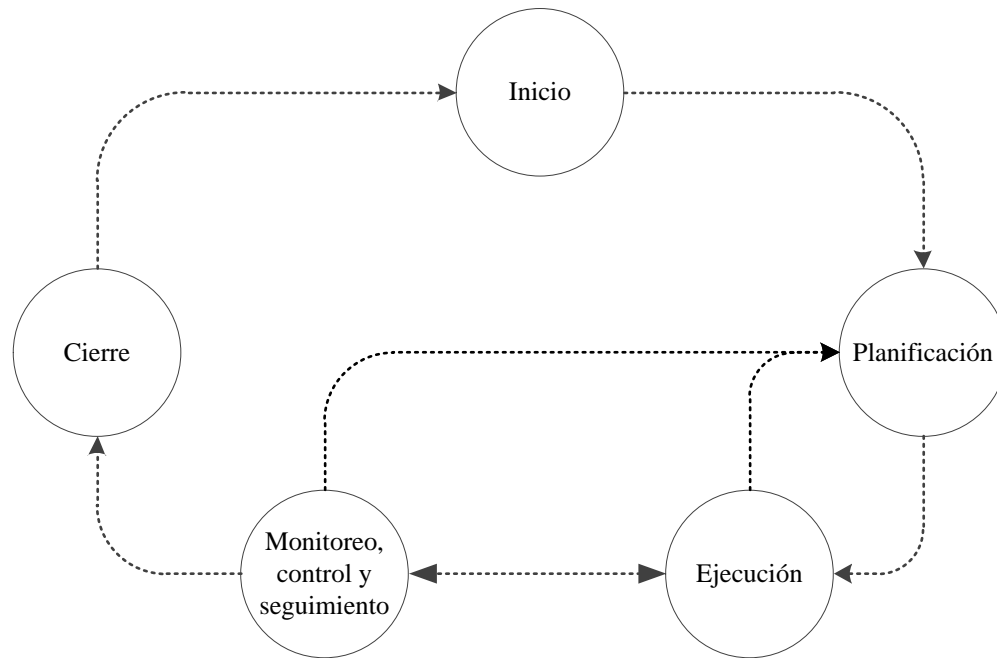 Inicio
Cierre
Planificación
Monitoreo,
control y
seguimiento
Ejecución